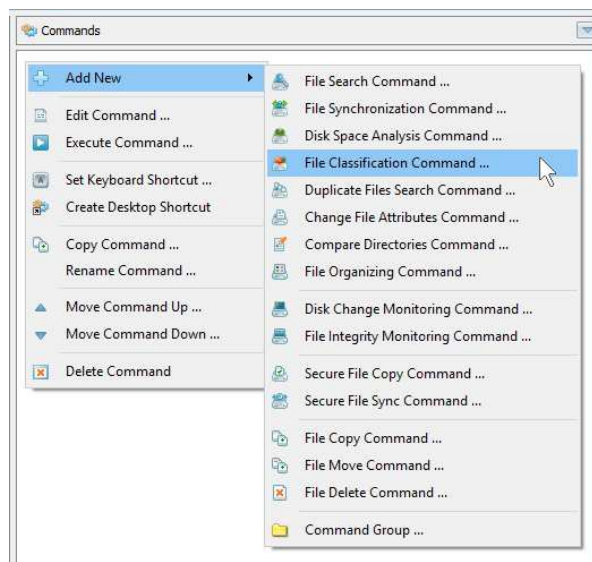 Commands
Add New
Edit Command ...
Execute Command ...
Set Keyboard Shortcut ...
Create Desktop Shortcut
Copy Command ...
Rename Command ...
Move Command Up ...
Move Command Down ...
Delete Command
File Search Command ...
File Synchronization Command ...
Disk Space Analysis Command ...
File Classification Command ...
Duplicate Files Search Command ...
Change File Attributes Command ...
Compare Directories Command ...
File Organizing Command ...
Disk Change Monitoring Command ...
File Integrity Monitoring Command ...
Secure File Copy Command ...
Secure File Sync Command ...
File Copy Command ...
File Move Command ...
File Delete Command ...
Command Group ...